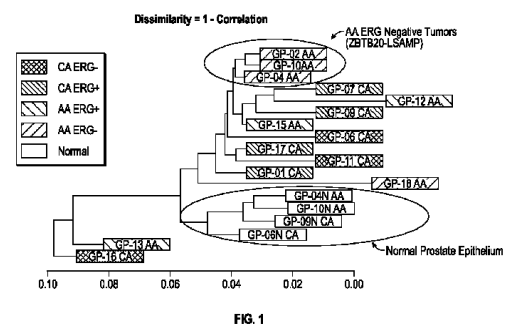 Dissimilarity = 1 - Correlation
AA ERG Negative Tumors
(ZBTB20-LSAMP)
CA ERG-
CA ERG+
AA ERG+
AA ERG-
Normal
GP-02 AA
GP-10AA
GP-04 AA
GP-07 CA
GP-12 AA
GP-09 CA
GP-15 AA
GP-06 CA
GP-17 CA
GP-11 CA
GP-01 CA
GP-18 AA
GP-04N AA
GP-10N AA
GP-09N CA
GP-06N CA
GP-13 AA
GP-16 CA
Normal Prostate Epithelium
0.10 0.08 0.06 0.04 0.02 0.00
FIG. 1